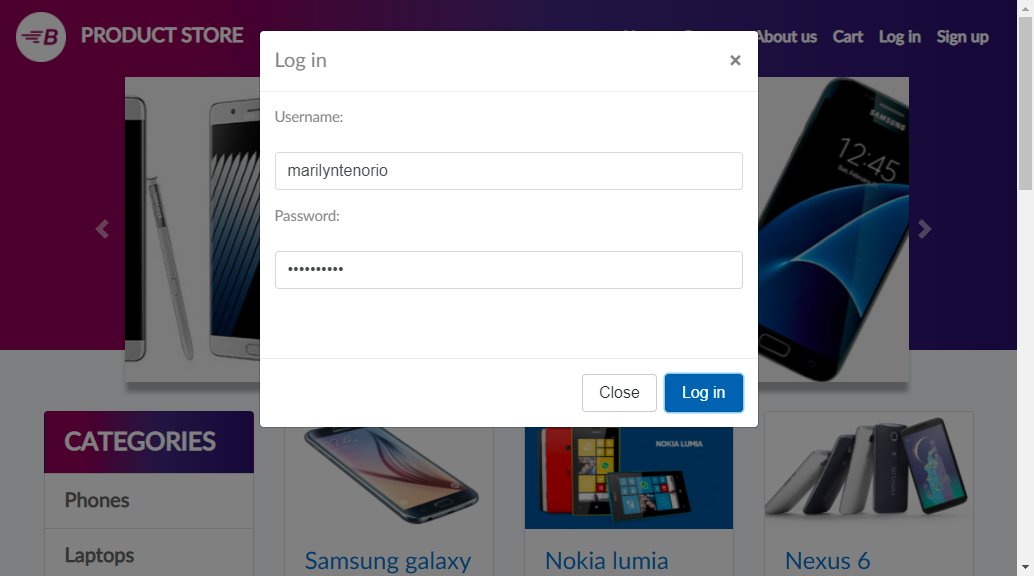 B PRODUCT STORE
About us Cart Log in Sign up
Log in ×
Username:
marilyntenorio
Password:
••••••••••
Close Log in
SAMSUNG
12:45
CATEGORIES
Phones
Laptops
NOKIA LUMIA
Samsung galaxy
Nokia lumia
Nexus 6